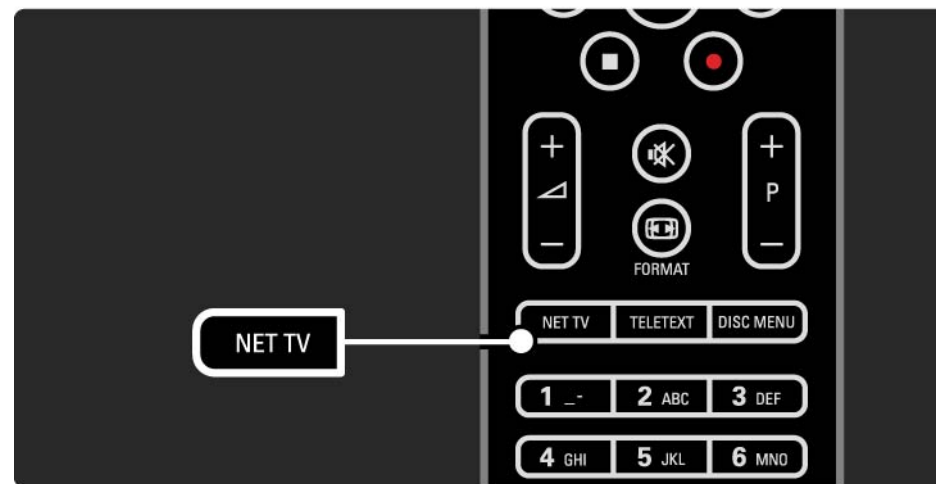 + +
P
— —
FORMAT
NET TV TELETEXT DISC MENU
NET TV
1 _- 2 ABC 3 DEF
4 GHI 5 JKL 6 MNO